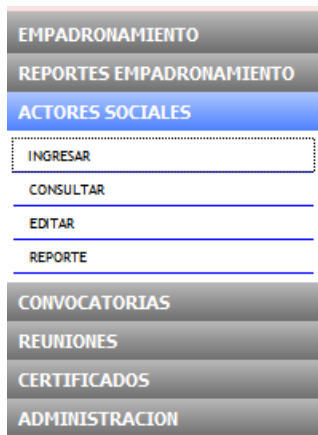 EMPADRONAMIENTO
REPORTES EMPADRONAMIENTO
ACTORES SOCIALES
INGRESAR
CONSULTAR
EDITAR
REPORTE
CONVOCATORIAS
REUNIONES
CERTIFICADOS
ADMINISTRACION